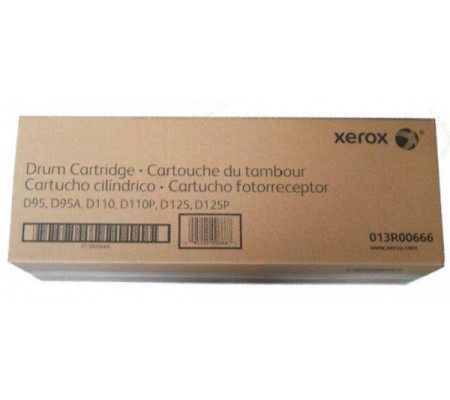 xerox
Drum Cartridge • Cartouche du tambour
Cartucho cilíndrico • Cartucho fotorreceptor
D95, D95A, D110, D110P, D125, D125P
013R00666
www.xerox.com